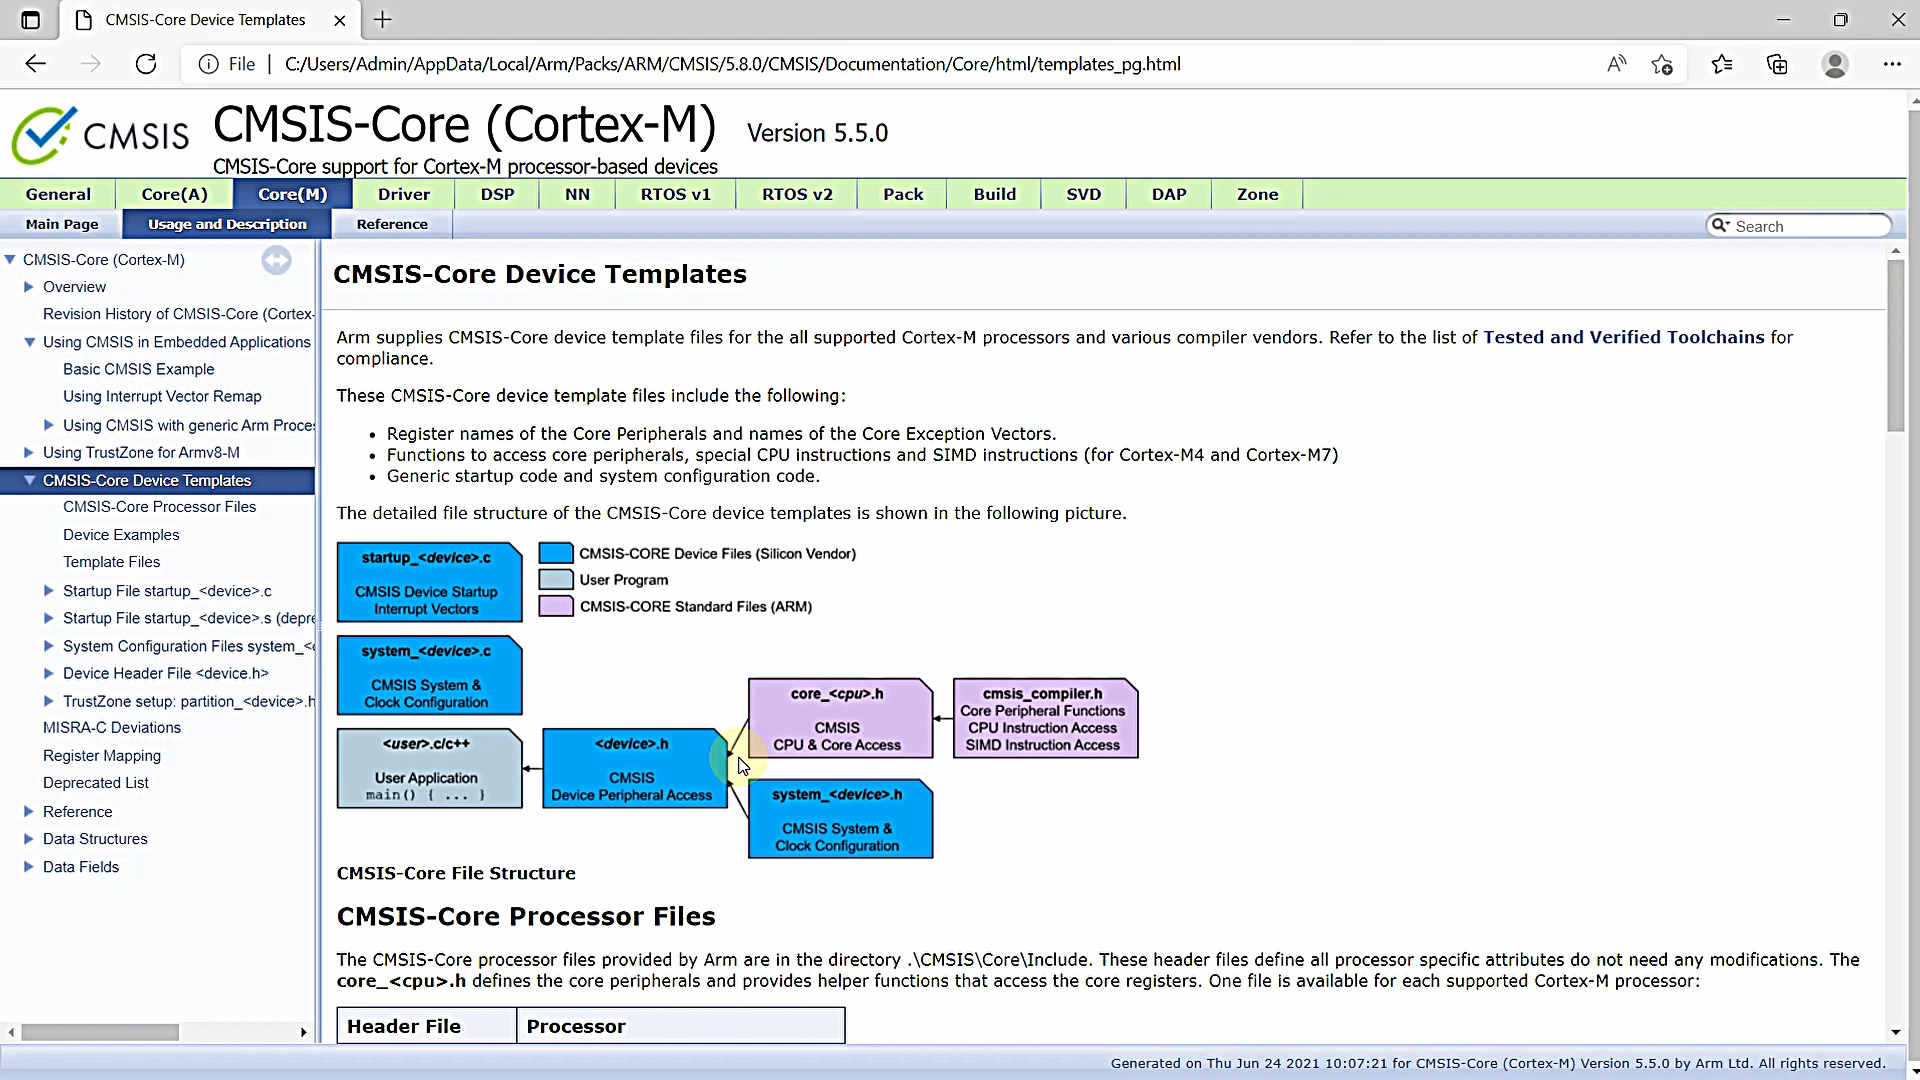 CMSIS-Core Device Templates
File
C:/Users/Admin/AppData/Local/Arm/Packs/ARM/CMSIS/5.8.0/CMSIS/Documentation/Core/html/templates_pg.html
CMSIS
CMSIS-Core (Cortex-M) Version 5.5.0
CMSIS-Core support for Cortex-M processor-based devices
General Core(A) Core(M) Driver DSP NN RTOS v1 RTOS v2 Pack Build SVD DAP Zone
Main Page Usage and Description Reference
Search
CMSIS-Core (Cortex-M)
Overview
Revision History of CMSIS-Core (Cortex-
Using CMSIS in Embedded Applications
Basic CMSIS Example
Using Interrupt Vector Remap
Using CMSIS with generic Arm Proces
Using TrustZone for Armv8-M
CMSIS-Core Device Templates
CMSIS-Core Processor Files
Device Examples
Template Files
Startup File startup_<device>.c
Startup File startup_<device>.s (depre
System Configuration Files system_<
Device Header File <device.h>
TrustZone setup: partition_<device>.h
MISRA-C Deviations
Register Mapping
Deprecated List
Reference
Data Structures
Data Fields
CMSIS-Core Device Templates
Arm supplies CMSIS-Core device template files for the all supported Cortex-M processors and various compiler vendors. Refer to the list of Tested and Verified Toolchains for
compliance.
These CMSIS-Core device template files include the following:
• Register names of the Core Peripherals and names of the Core Exception Vectors.
• Functions to access core peripherals, special CPU instructions and SIMD instructions (for Cortex-M4 and Cortex-M7)
• Generic startup code and system configuration code.
The detailed file structure of the CMSIS-Core device templates is shown in the following picture.
startup_<device>.c
CMSIS Device Startup
Interrupt Vectors
CMSIS-CORE Device Files (Silicon Vendor)
User Program
CMSIS-CORE Standard Files (ARM)
system_<device>.c
CMSIS System &
Clock Configuration
core_<cpu>.h
CMSIS
CPU & Core Access
cmsis_compiler.h
Core Peripheral Functions
CPU Instruction Access
SIMD Instruction Access
<user>.c/c++
User Application
main() { ... }
<device>.h
CMSIS
Device Peripheral Access
system_<device>.h
CMSIS System &
Clock Configuration
CMSIS-Core File Structure
CMSIS-Core Processor Files
The CMSIS-Core processor files provided by Arm are in the directory .\CMSIS\Core\Include. These header files define all processor specific attributes do not need any modifications. The
core_<cpu>.h defines the core peripherals and provides helper functions that access the core registers. One file is available for each supported Cortex-M processor:
Header File Processor
Generated on Thu Jun 24 2021 10:07:21 for CMSIS-Core (Cortex-M) Version 5.5.0 by Arm Ltd. All rights reserved.